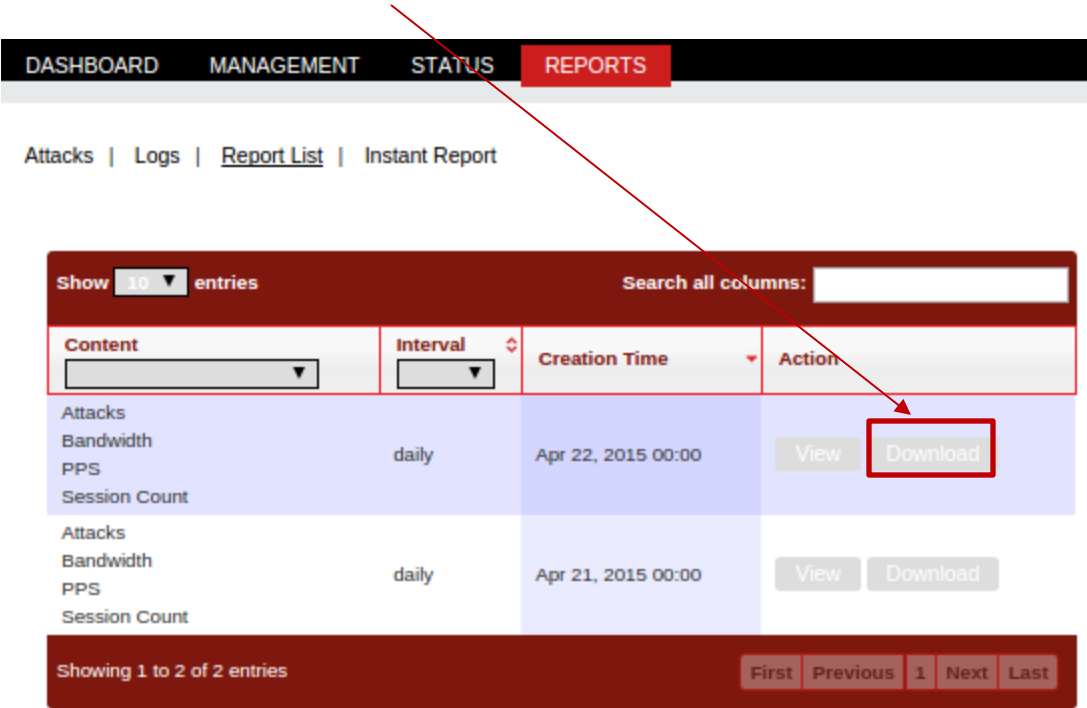 DASHBOARD MANAGEMENT STATUS REPORTS
Attacks | Logs | Report List | Instant Report
Show 10 entries Search all columns:
Content Interval Creation Time Action
Attacks
Bandwidth
PPS
Session Count
daily Apr 22, 2015 00:00 View Download
Attacks
Bandwidth
PPS
Session Count
daily Apr 21, 2015 00:00 View Download
Showing 1 to 2 of 2 entries First Previous 1 Next Last